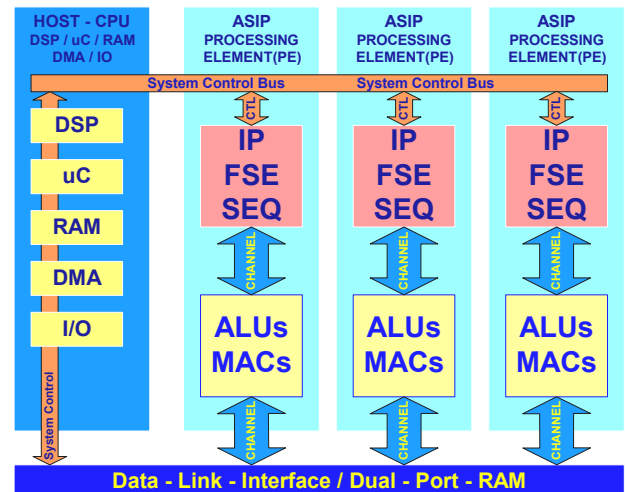 HOST - CPU
DSP / uC / RAM
DMA / IO
ASIP
PROCESSING
ELEMENT(PE)
ASIP
PROCESSING
ELEMENT(PE)
ASIP
PROCESSING
ELEMENT(PE)
System Control Bus
System Control Bus
DSP
uC
RAM
DMA
I/O
System Control
CTL
IP
FSE
SEQ
CHANNEL
ALUs
MACs
CHANNEL
CTL
IP
FSE
SEQ
CHANNEL
ALUs
MACs
CHANNEL
CTL
IP
FSE
SEQ
CHANNEL
ALUs
MACs
CHANNEL
Data - Link - Interface / Dual - Port - RAM